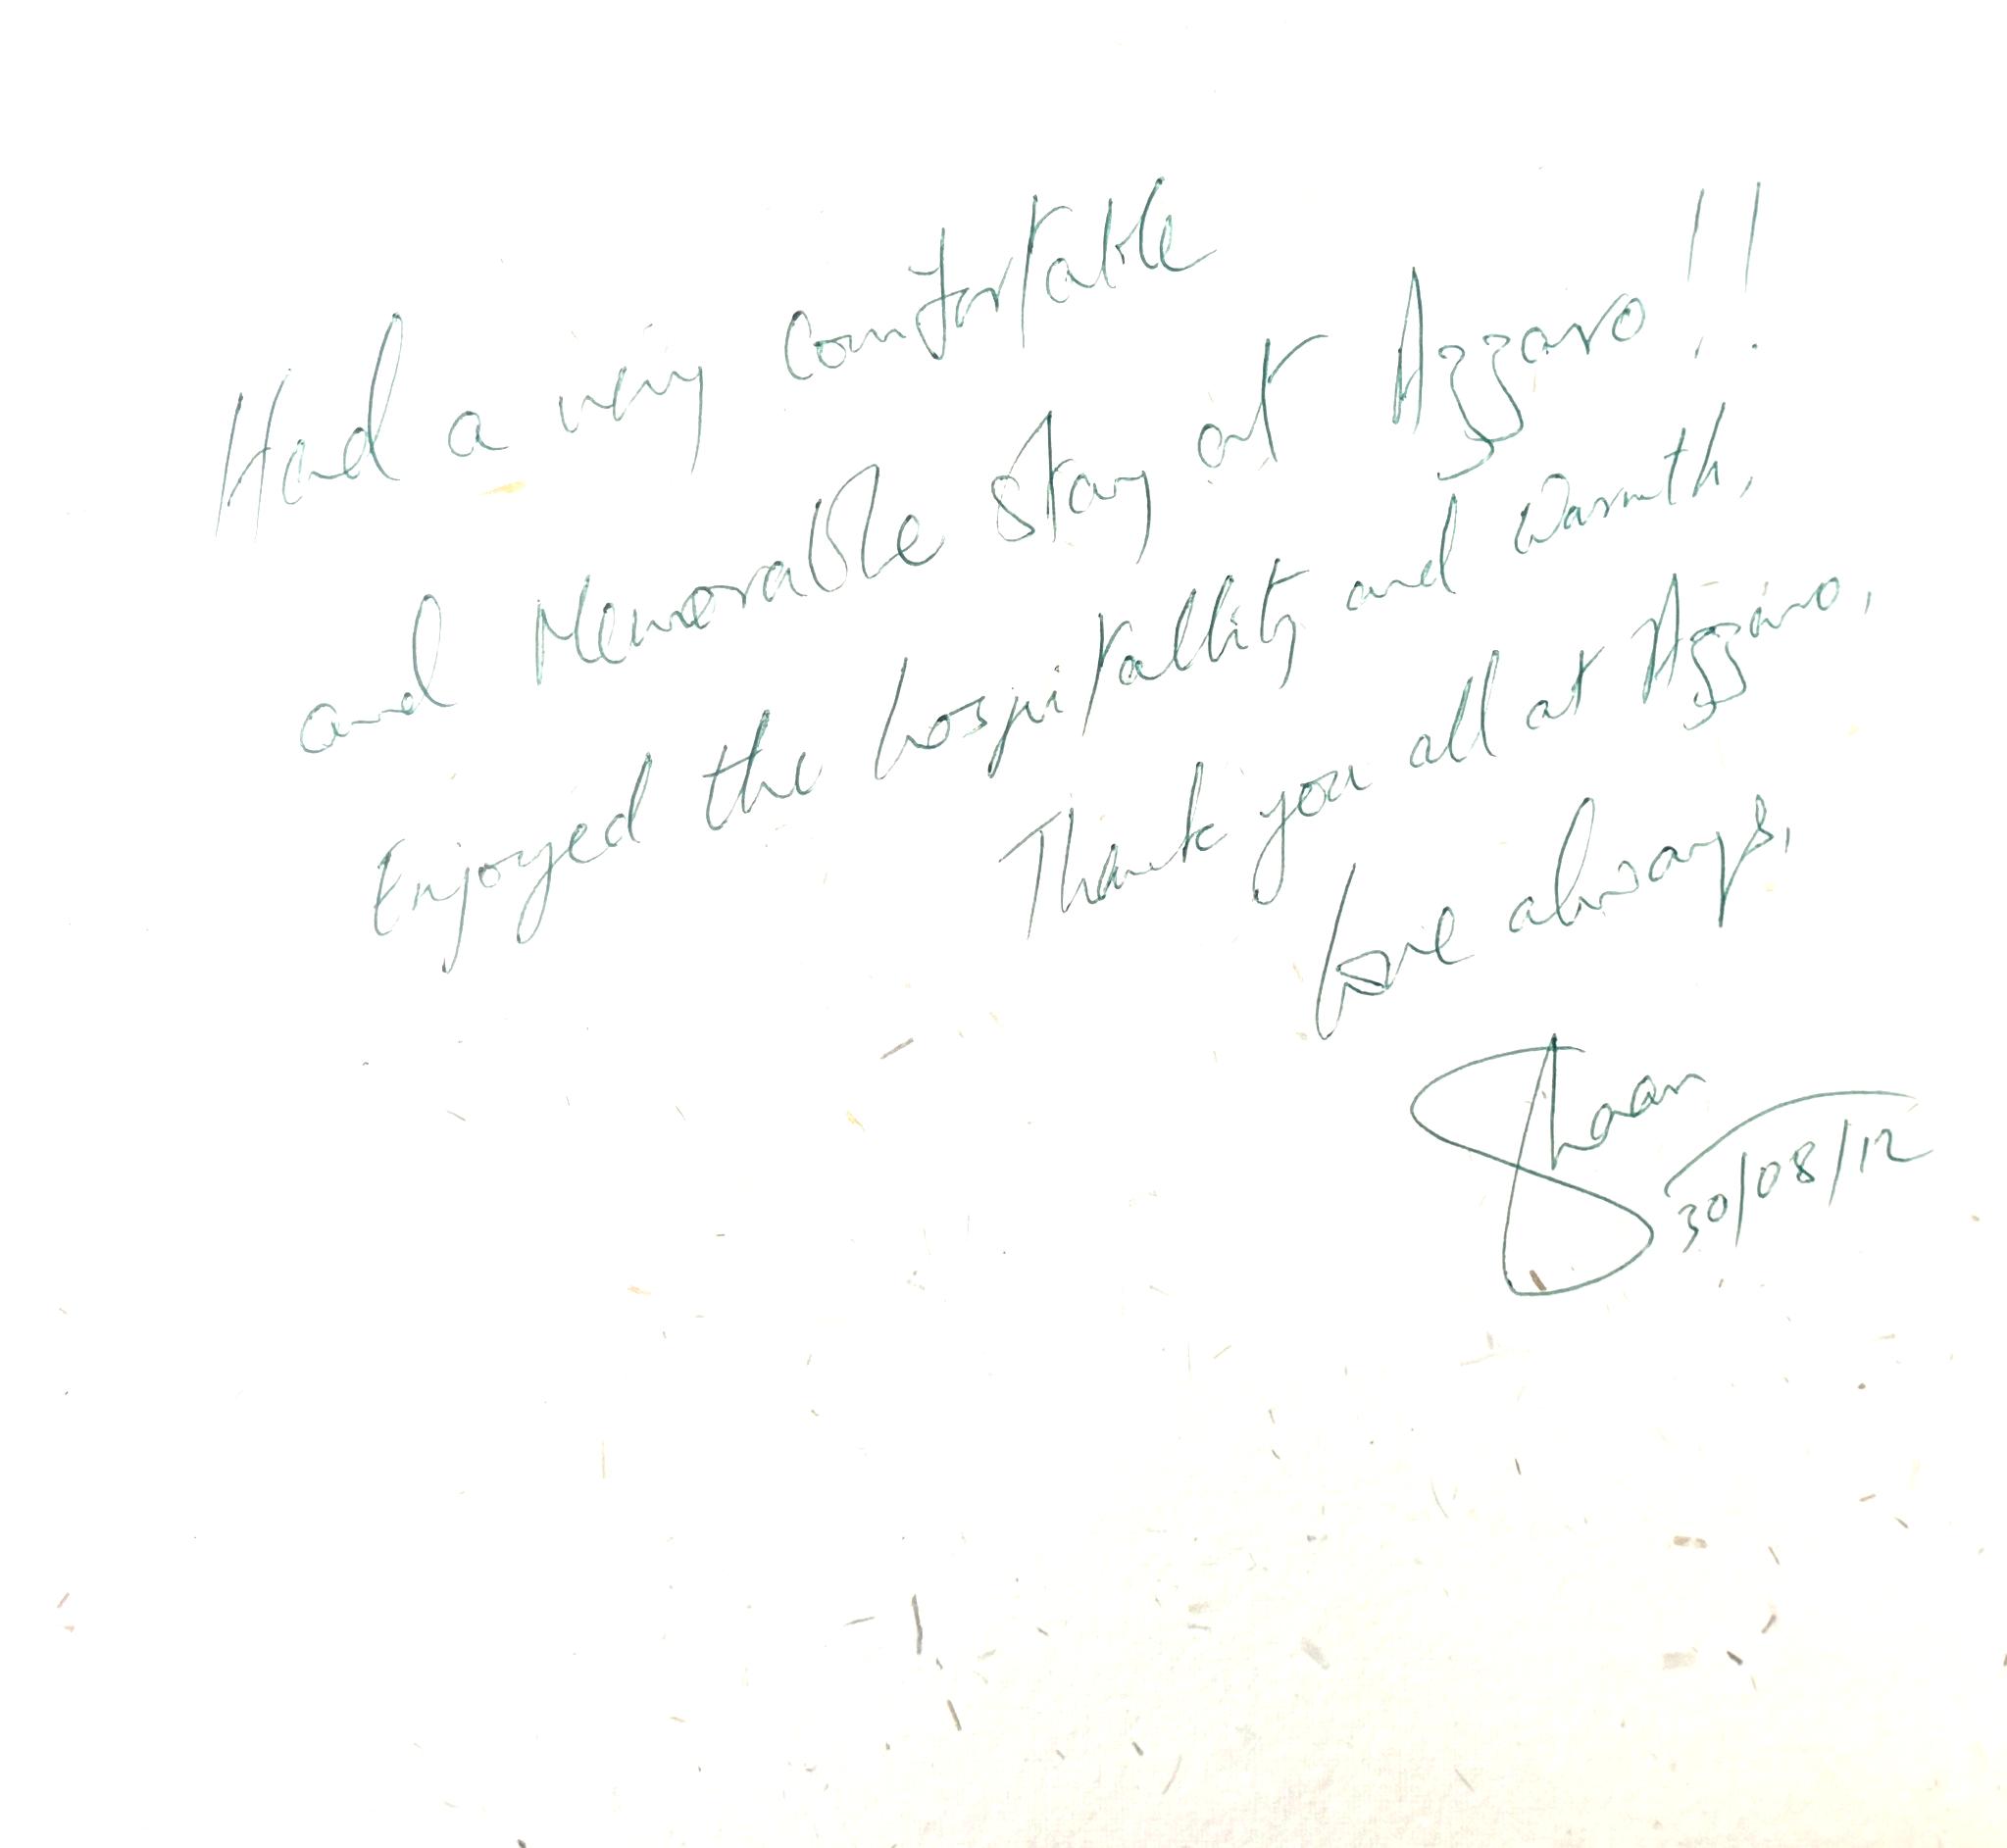 Had a very comfortable
and Memorable stay at Azzaro!!
Enjoyed the hospitallity and warmth,
Thank you all at Azzaro,
Love always,
Shaan
30/08/12